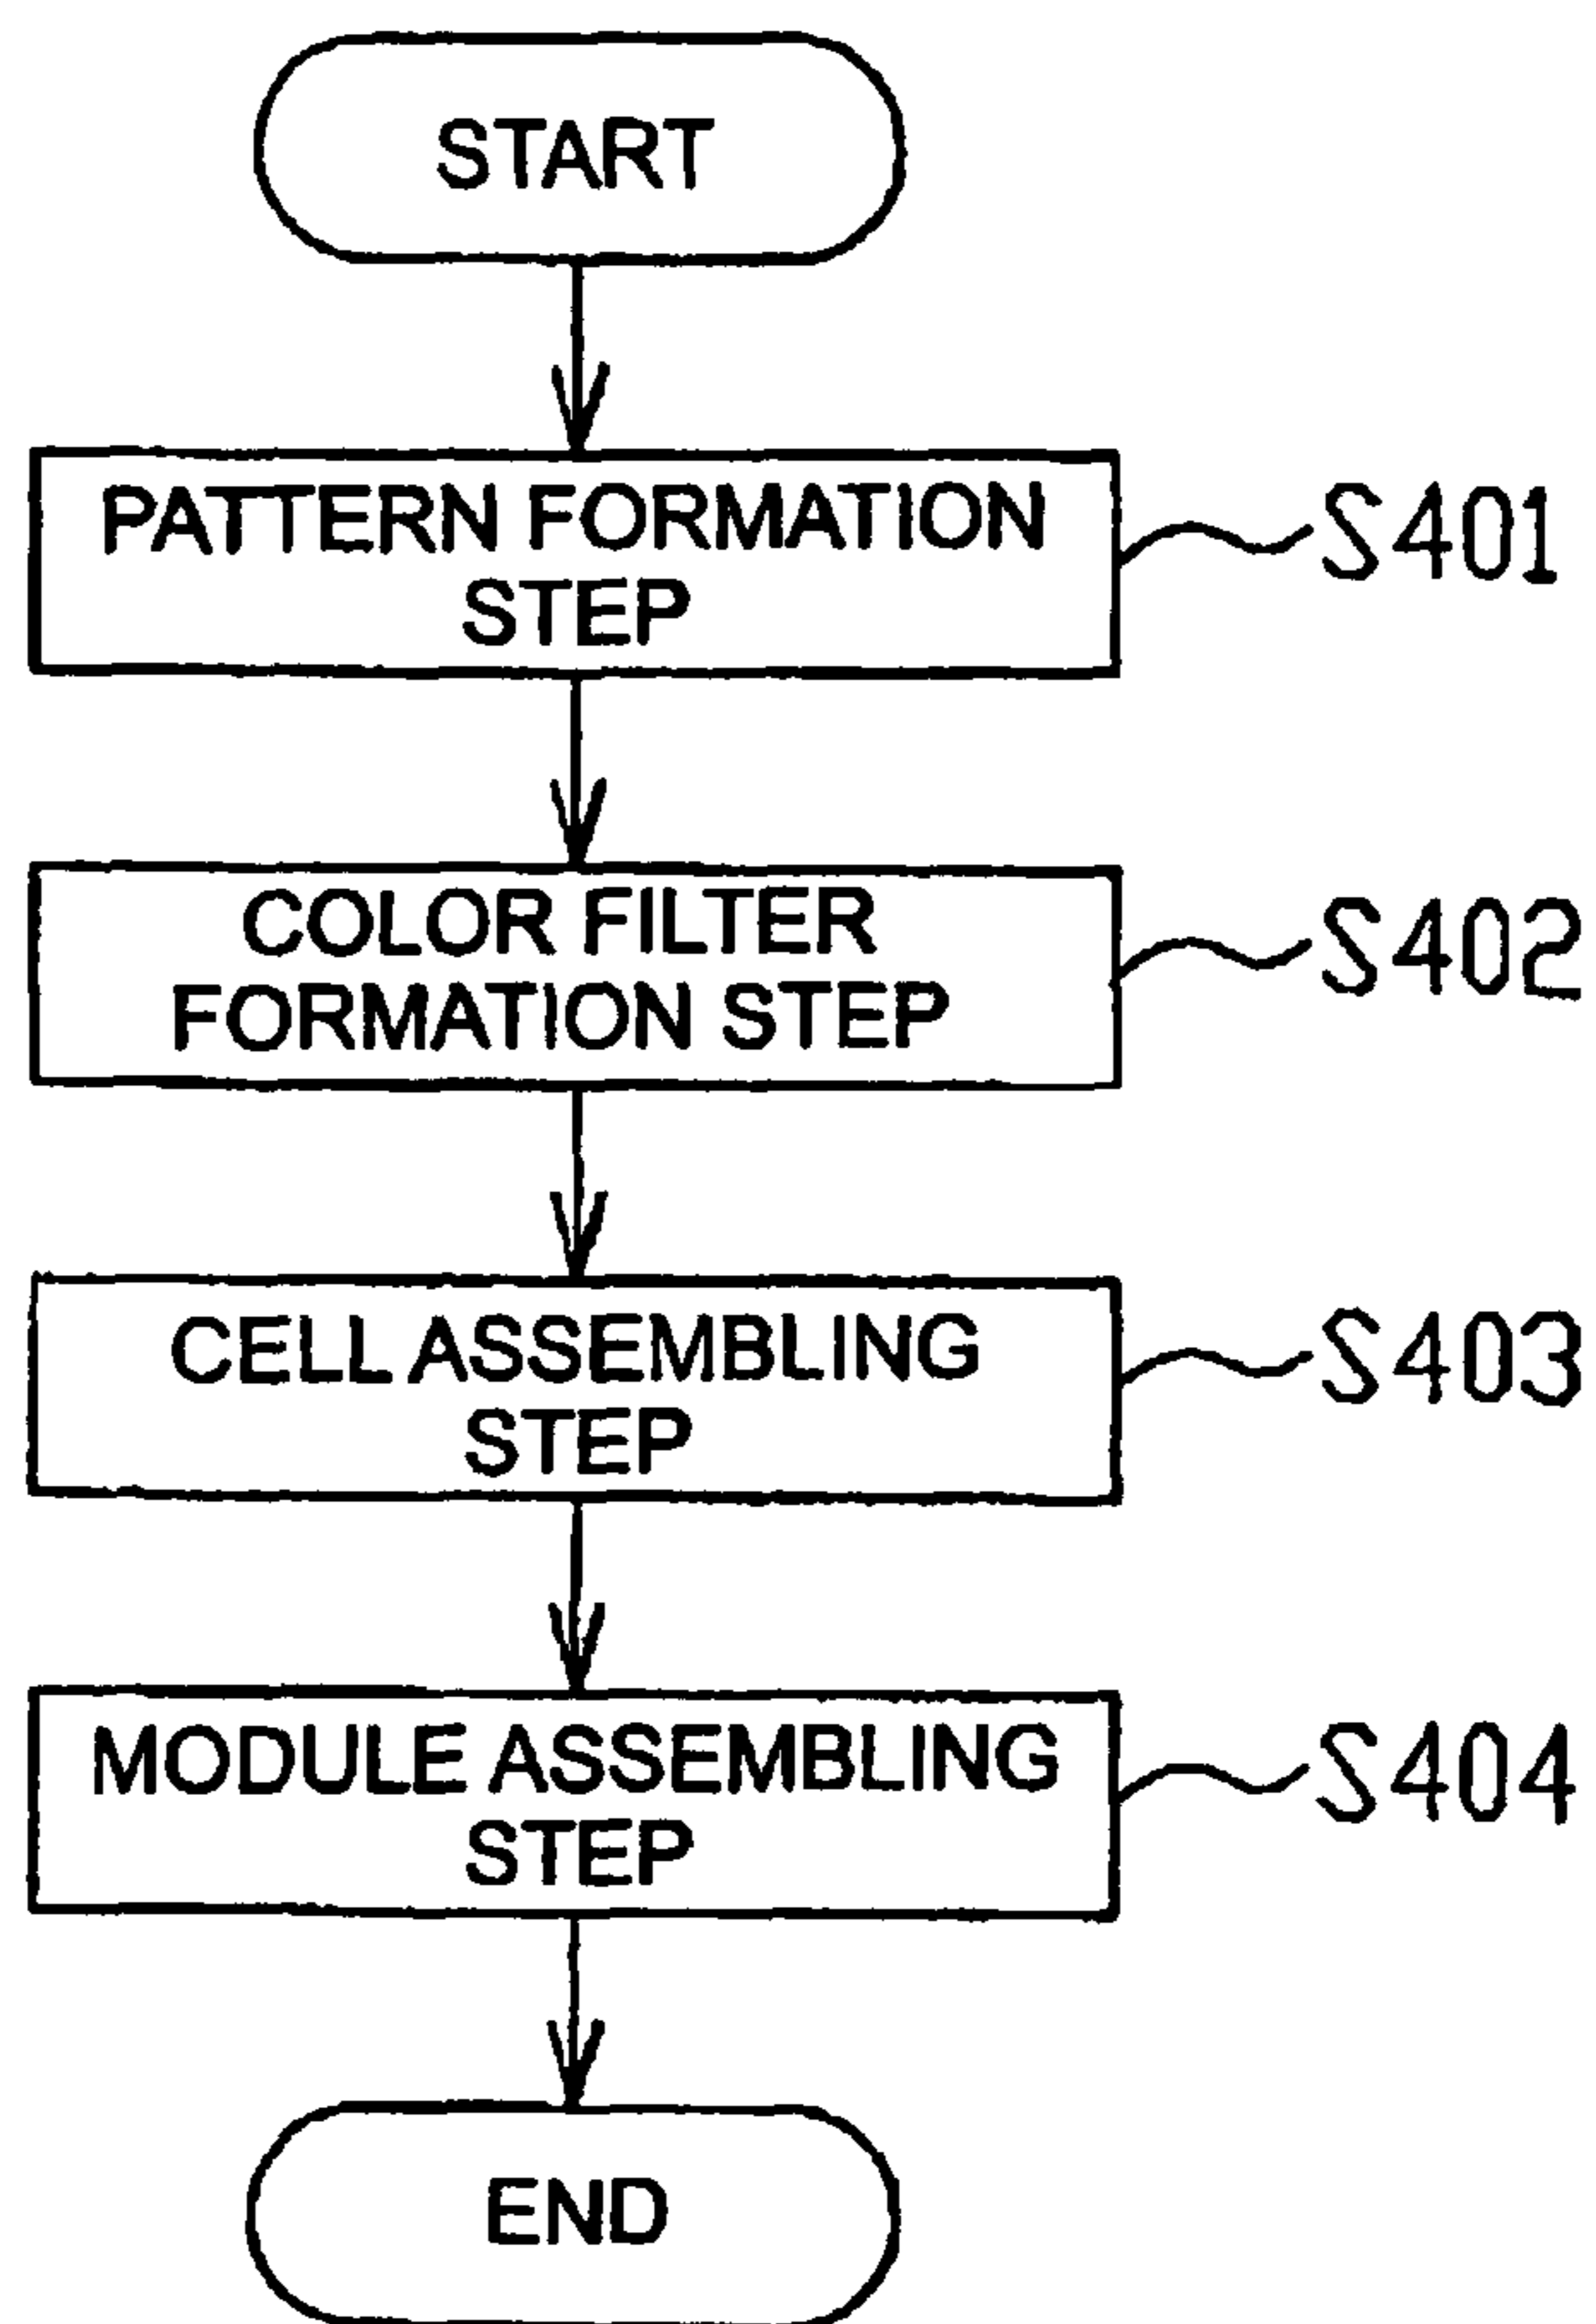 START
PATTERN FORMATION
STEP
S401
COLOR FILTER
FORMATION STEP
S402
CELL ASSEMBLING
STEP
S403
MODULE ASSEMBLING
STEP
S404
END